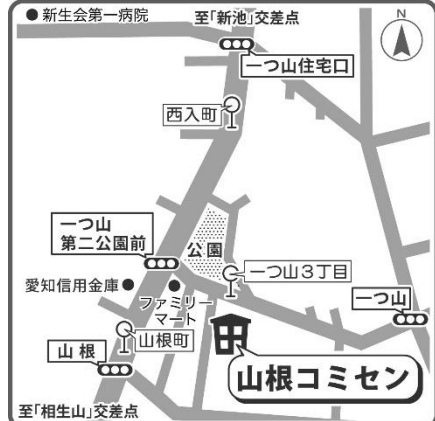 ● 新生会第一病院
至「新池」交差点
N
一つ山住宅口
西入町
一つ山
第二公園前
公園
一つ山3丁目
愛知信用金庫●
ファミリー
マート
一つ山
山根町
山根
山根コミセン
至「相生山」交差点